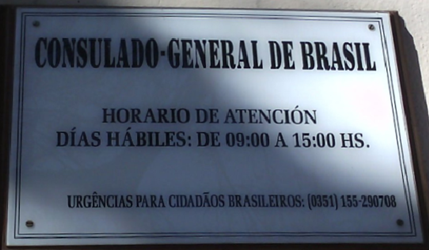 CONSULADO-GENERAL DE BRASIL
HORARIO DE ATENCIÓN
DÍAS HÁBILES: DE 09:00 A 15:00 HS.
URGÊNCIAS PARA CIDADÃOS BRASILEIROS: (0351) 155-290708